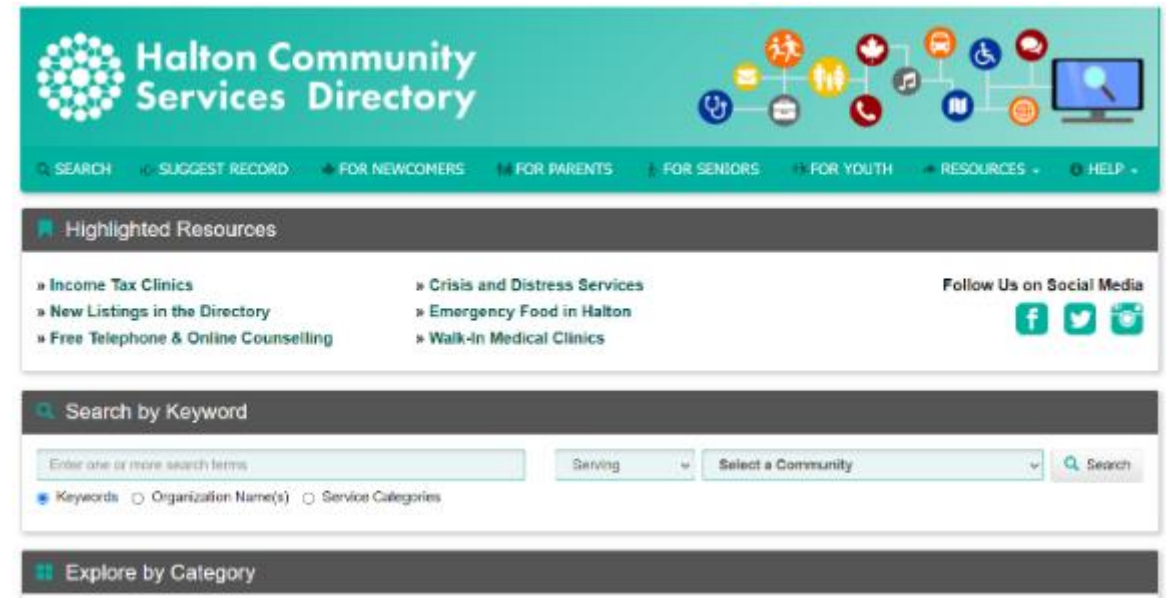 Halton Community
Services Directory
SEARCH SUGGEST RECORD FOR NEWCOMERS FOR PARENTS FOR SENIORS FOR YOUTH RESOURCES HELP
Highlighted Resources
» Income Tax Clinics » Crisis and Distress Services Follow Us on Social Media
» New Listings in the Directory » Emergency Food in Halton
» Free Telephone & Online Counselling » Walk-In Medical Clinics
Search by Keyword
Enter one or more search terms Serving Select a Community Search
Keywords Organization Name(s) Service Categories
Explore by Category